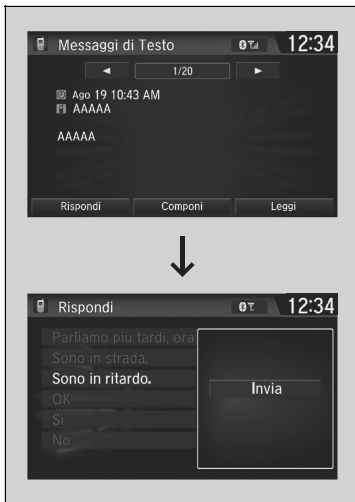 Messaggi di Testo
12:34
1/20
Ago 19 10:43 AM
AAAAA
AAAAA
Rispondi Componi Leggi
Rispondi
12:34
Parliamo più tardi, ora
Sono in strada.
Sono in ritardo.
OK
Sì
No
Invia